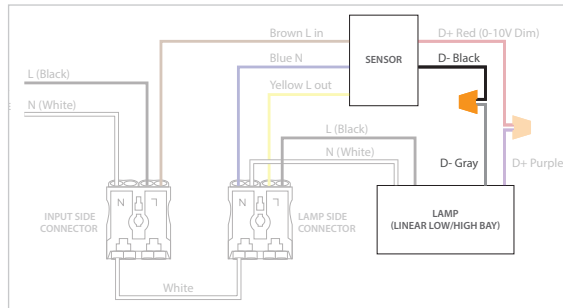 Brown L in
D+ Red (0-10V Dim)
Blue N
SENSOR
D- Black
L (Black)
Yellow L out
N (White)
L (Black)
N (White)
D- Gray
D+ Purple
N
L
N
L
INPUT SIDE
CONNECTOR
LAMP SIDE
CONNECTOR
LAMP
(LINEAR LOW/HIGH BAY)
White